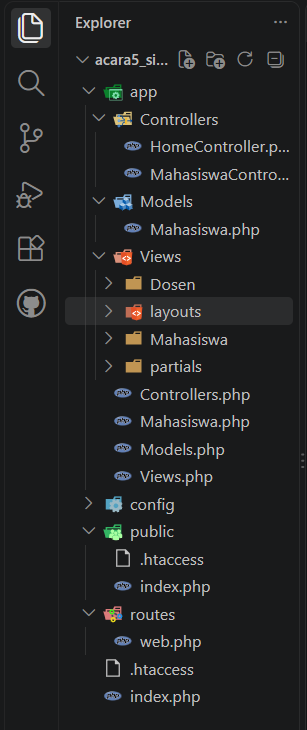 Explorer
acara5_si...
app
Controllers
HomeController.p...
MahasiswaContro...
Models
Mahasiswa.php
Views
Dosen
layouts
Mahasiswa
partials
Controllers.php
Mahasiswa.php
Models.php
Views.php
config
public
.htaccess
index.php
routes
web.php
.htaccess
index.php